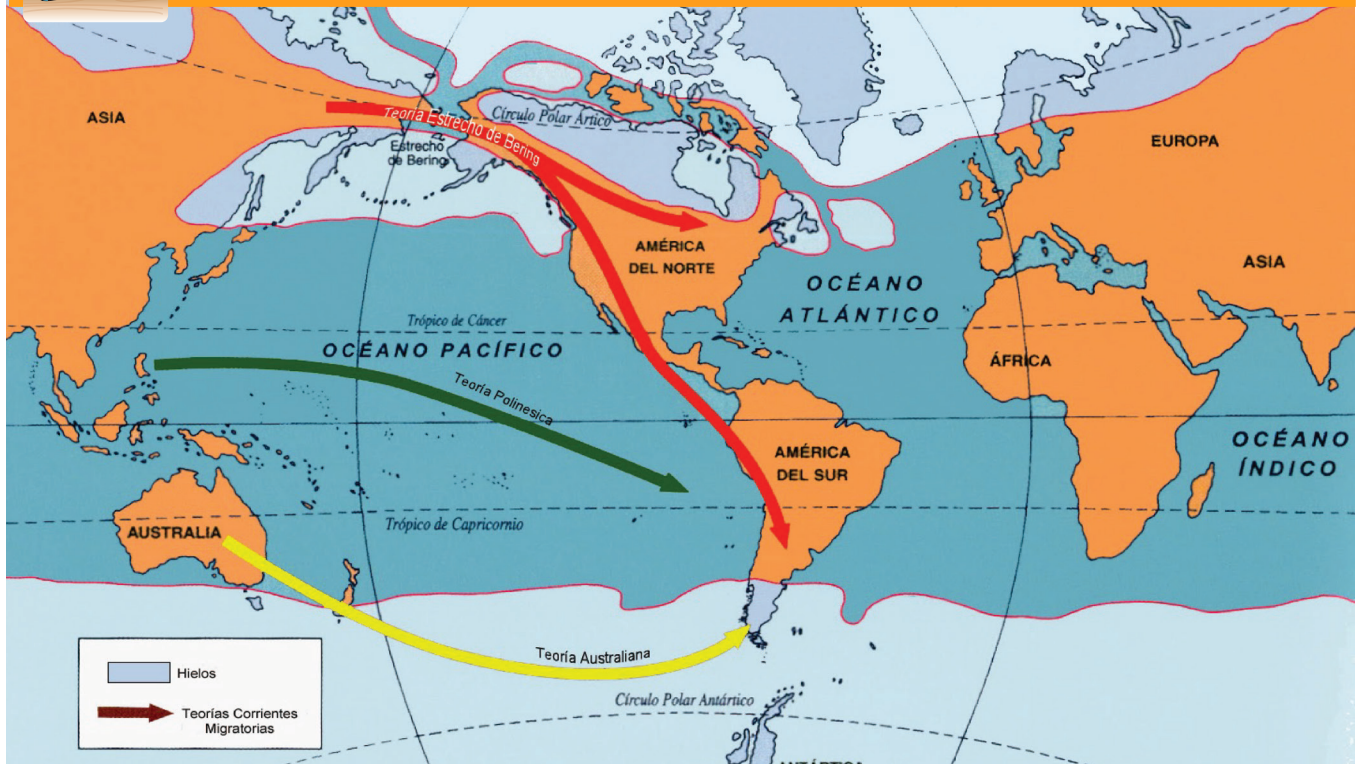 ASIA
Teoría Estrecho de Bering
Estrecho
de Bering
Círculo Polar Ártico
EUROPA
AMÉRICA
DEL NORTE
ASIA
OCÉANO
ATLÁNTICO
Trópico de Cáncer
OCÉANO PACÍFICO
ÁFRICA
Teoría Polinesica
OCÉANO
ÍNDICO
AMÉRICA
DEL SUR
Trópico de Capricornio
AUSTRALIA
Teoría Australiana
Círculo Polar Antártico
Hielos
Teorías Corrientes
Migratorias
ANTÁRTICA